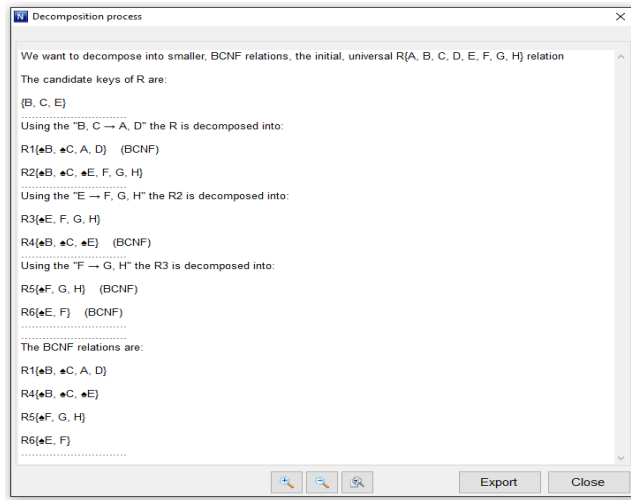 Decomposition process
We want to decompose into smaller, BCNF relations, the initial, universal R{A, B, C, D, E, F, G, H} relation
The candidate keys of R are:
{B, C, E}
..............................
Using the "B, C → A, D" the R is decomposed into:
R1{♠B, ♠C, A, D} (BCNF)
R2{♠B, ♠C, ♠E, F, G, H}
..............................
Using the "E → F, G, H" the R2 is decomposed into:
R3{♠E, F, G, H}
R4{♠B, ♠C, ♠E} (BCNF)
..............................
Using the "F → G, H" the R3 is decomposed into:
R5{♠F, G, H} (BCNF)
R6{♠E, F} (BCNF)
..............................
..............................
The BCNF relations are:
R1{♠B, ♠C, A, D}
R4{♠B, ♠C, ♠E}
R5{♠F, G, H}
R6{♠E, F}
..............................
Export Close